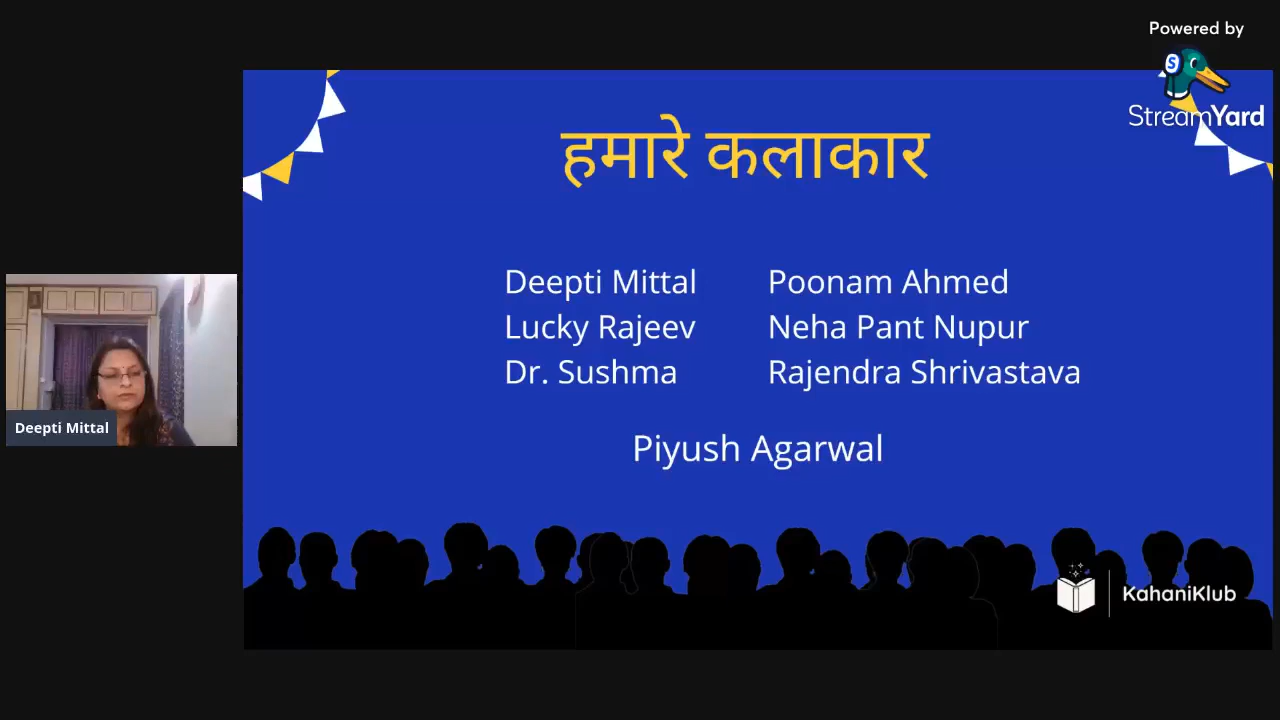 Powered by
StreamYard
हमारे कलाकार
Deepti Mittal
Poonam Ahmed
Lucky Rajeev
Neha Pant Nupur
Dr. Sushma
Rajendra Shrivastava
Piyush Agarwal
Deepti Mittal
KahaniKlub